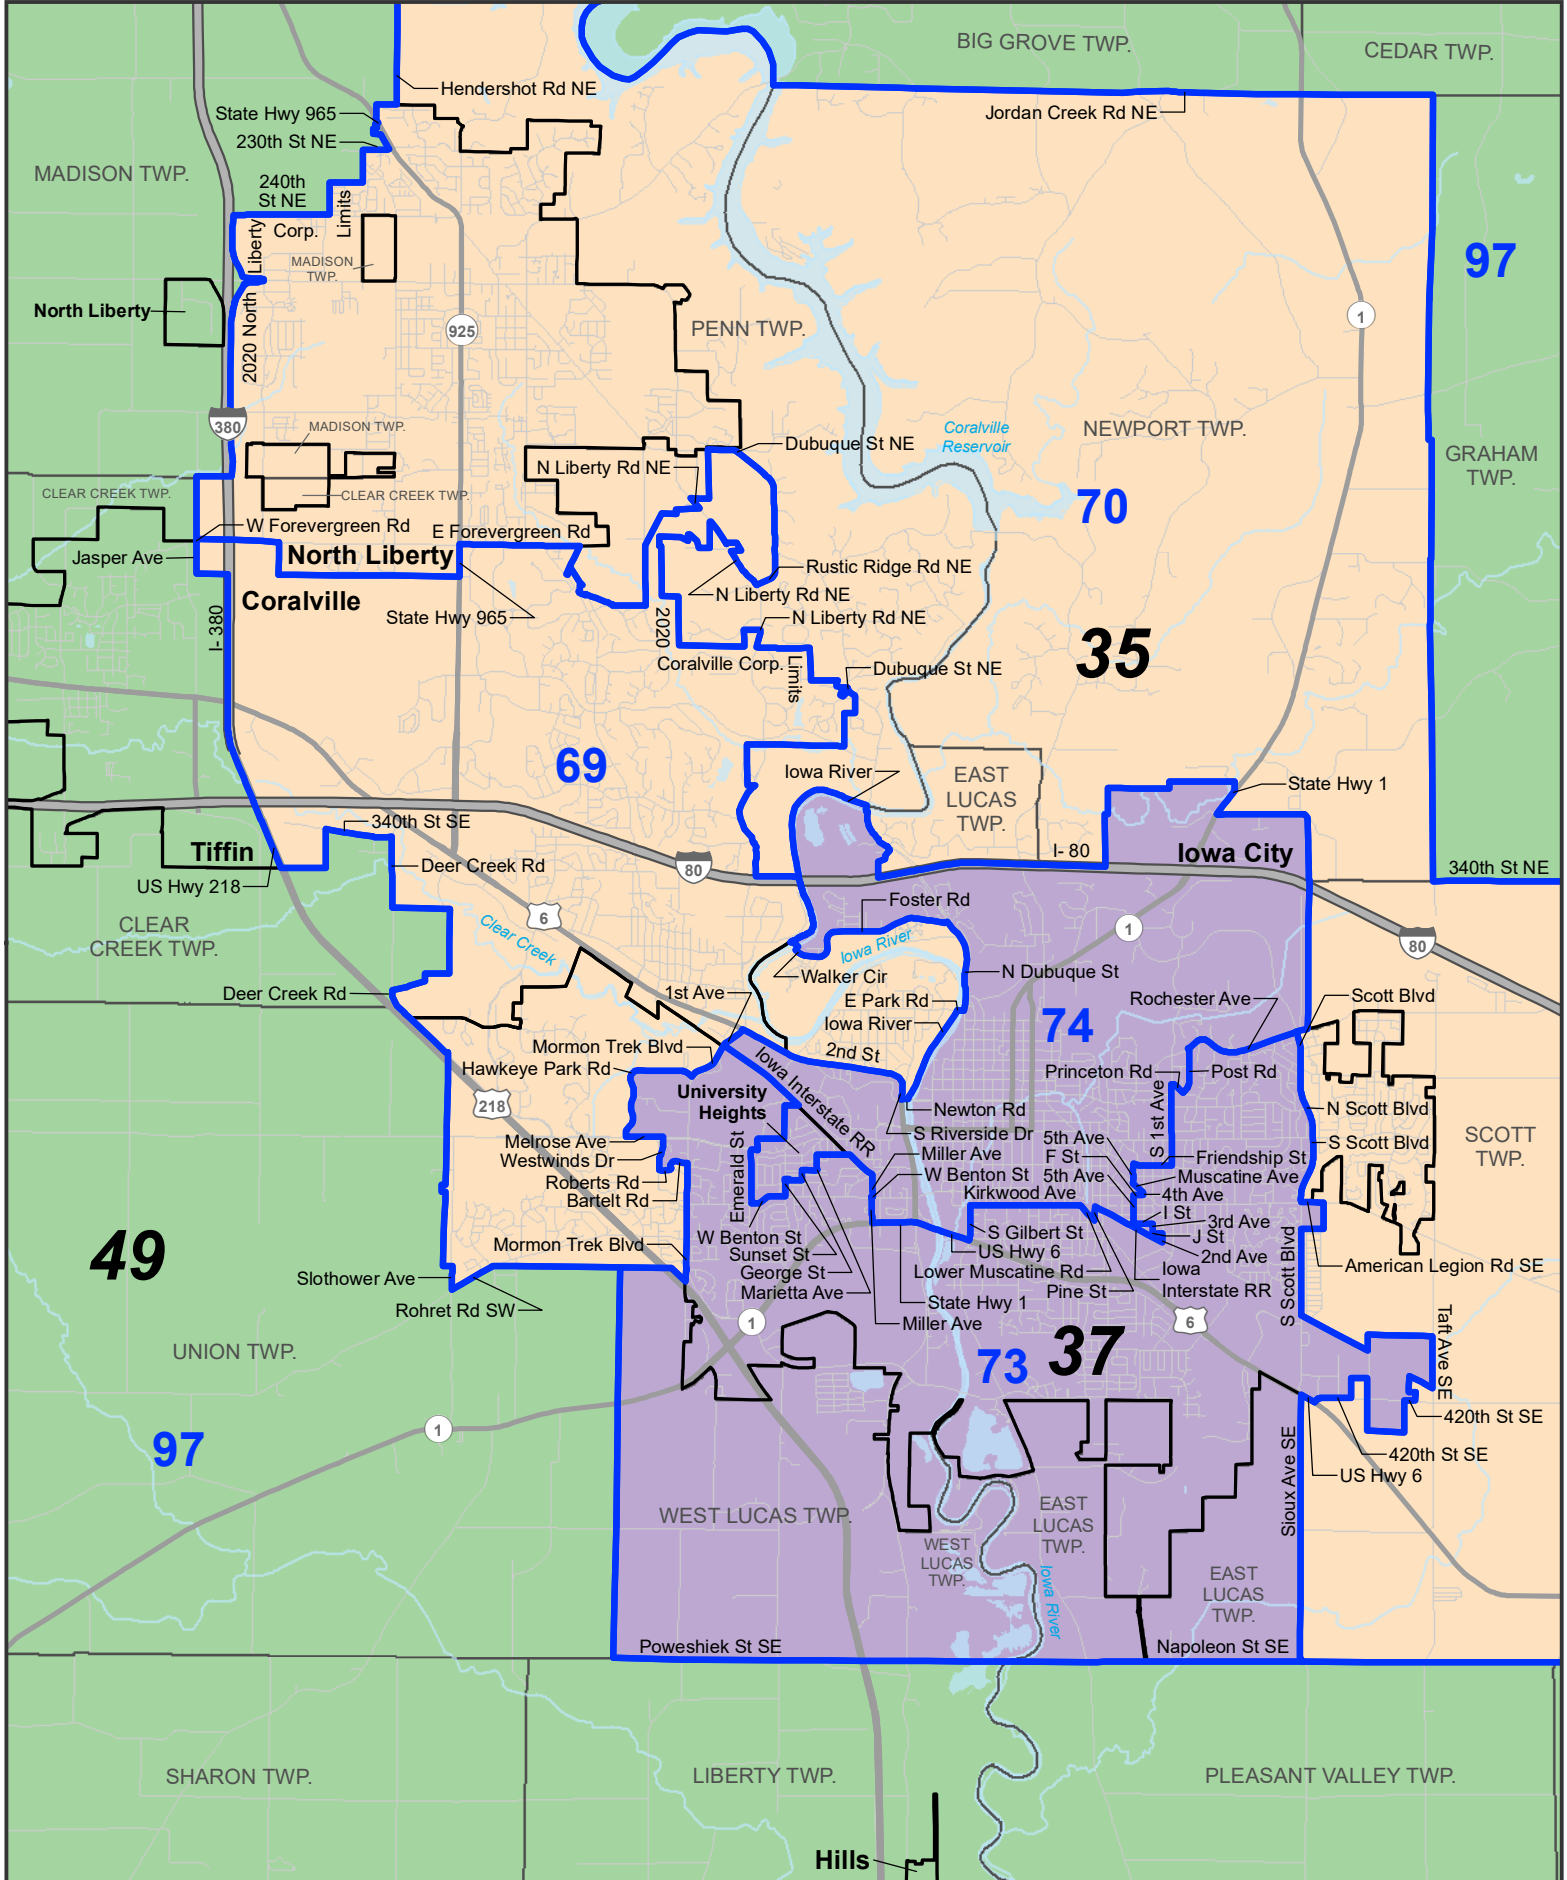 BIG GROVE TWP.
CEDAR TWP.
Hendershot Rd NE
State Hwy 965
Jordan Creek Rd NE
230th St NE
MADISON TWP.
240th
St NE
Limits
Corp.
2020 North Liberty
MADISON
TWP.
97
North Liberty
925
PENN TWP.
1
380
MADISON TWP.
Coralville
Reservoir
NEWPORT TWP.
Dubuque St NE
N Liberty Rd NE
GRAHAM
TWP.
CLEAR CREEK TWP.
CLEAR CREEK TWP.
70
W Forevergreen Rd
E Forevergreen Rd
Jasper Ave
North Liberty
Rustic Ridge Rd NE
N Liberty Rd NE
Coralville
State Hwy 965
I- 380
2020
N Liberty Rd NE
Coralville Corp.
Limits
Dubuque St NE
35
69
Iowa River
EAST
LUCAS
TWP.
State Hwy 1
340th St SE
Tiffin
Deer Creek Rd
US Hwy 218
80
I- 80
Iowa City
340th St NE
CLEAR
CREEK TWP.
6
Clear Creek
Foster Rd
1
80
Iowa River
Walker Cir
N Dubuque St
Deer Creek Rd
1st Ave
E Park Rd
Rochester Ave
Scott Blvd
Iowa River
74
Mormon Trek Blvd
2nd St
Hawkeye Park Rd
Iowa Interstate RR
Princeton Rd
Post Rd
University
Heights
218
Newton Rd
S 1st Ave
N Scott Blvd
S Riverside Dr
Melrose Ave
Westwinds Dr
Emerald St
Miller Ave
5th Ave
F St
Friendship St
S Scott Blvd
SCOTT
TWP.
Roberts Rd
Bartelt Rd
W Benton St
5th Ave
Muscatine Ave
Kirkwood Ave
4th Ave
I St
3rd Ave
J St
2nd Ave
49
W Benton St
Sunset St
George St
Marietta Ave
S Gilbert St
US Hwy 6
Lower Muscatine Rd
Pine St
Iowa
Interstate RR
S Scott Blvd
American Legion Rd SE
Mormon Trek Blvd
Slothower Ave
Rohret Rd SW
State Hwy 1
Miller Ave
1
6
Taft Ave SE
UNION TWP.
73
37
1
97
420th St SE
420th St SE
US Hwy 6
Sioux Ave SE
WEST LUCAS TWP.
EAST
LUCAS
TWP.
WEST
LUCAS
TWP.
Iowa River
EAST
LUCAS
TWP.
Poweshiek St SE
Napoleon St SE
SHARON TWP.
LIBERTY TWP.
PLEASANT VALLEY TWP.
Hills